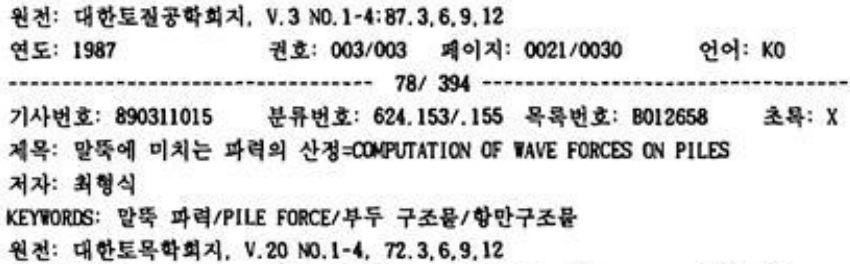 원전: 대한토질공학회지, V.3 NO.1-4:87.3,6,9,12
연도: 1987 권호: 003/003 페이지: 0021/0030 언어: KO
---------------------------------- 78/ 394 ----------------------------------
기사번호: 890311015 분류번호: 624.153/.155 목록번호: B012658 초록: X
제목: 말뚝에 미치는 파력의 산정=COMPUTATION OF WAVE FORCES ON PILES
저자: 최형식
KEYWORDS: 말뚝 파력/PILE FORCE/부두 구조물/항만구조물
원전: 대한토목학회지, V.20 NO.1-4, 72.3,6,9,12